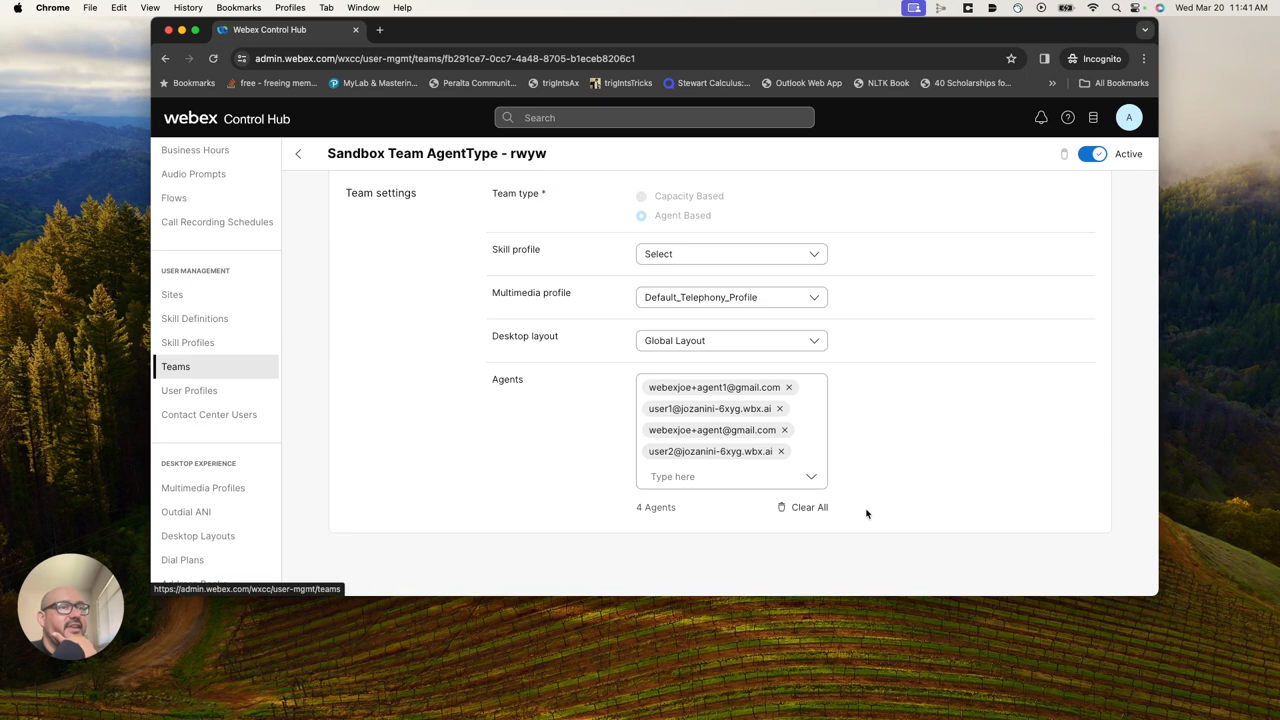 Chrome File Edit View History Bookmarks Profiles Tab Window Help Wed Mar 20 11:41 AM
Webex Control Hub
admin.webex.com/wxcc/user-mgmt/teams/fb291ce7-0cc7-4a48-8705-b1eceb8206c1
Incognito
Bookmarks free - freeing mem... MyLab & Masterin... Peralta Communit... trigIntsAx trigIntsTricks Stewart Calculus:... Outlook Web App NLTK Book 40 Scholarships fo... » All Bookmarks
webex Control Hub
Search
A
Business Hours
Audio Prompts
Flows
Call Recording Schedules
USER MANAGEMENT
Sites
Skill Definitions
Skill Profiles
Teams
User Profiles
Contact Center Users
DESKTOP EXPERIENCE
Multimedia Profiles
Outdial ANI
Desktop Layouts
Dial Plans
https://admin.webex.com/wxcc/user-mgmt/teams
Sandbox Team AgentType - rwyw
Active
Team settings
Team type *
Capacity Based
Agent Based
Skill profile
Select
Multimedia profile
Default_Telephony_Profile
Desktop layout
Global Layout
Agents
webexjoe+agent1@gmail.com
user1@jozanini-6xyg.wbx.ai
webexjoe+agent@gmail.com
user2@jozanini-6xyg.wbx.ai
Type here
4 Agents
Clear All